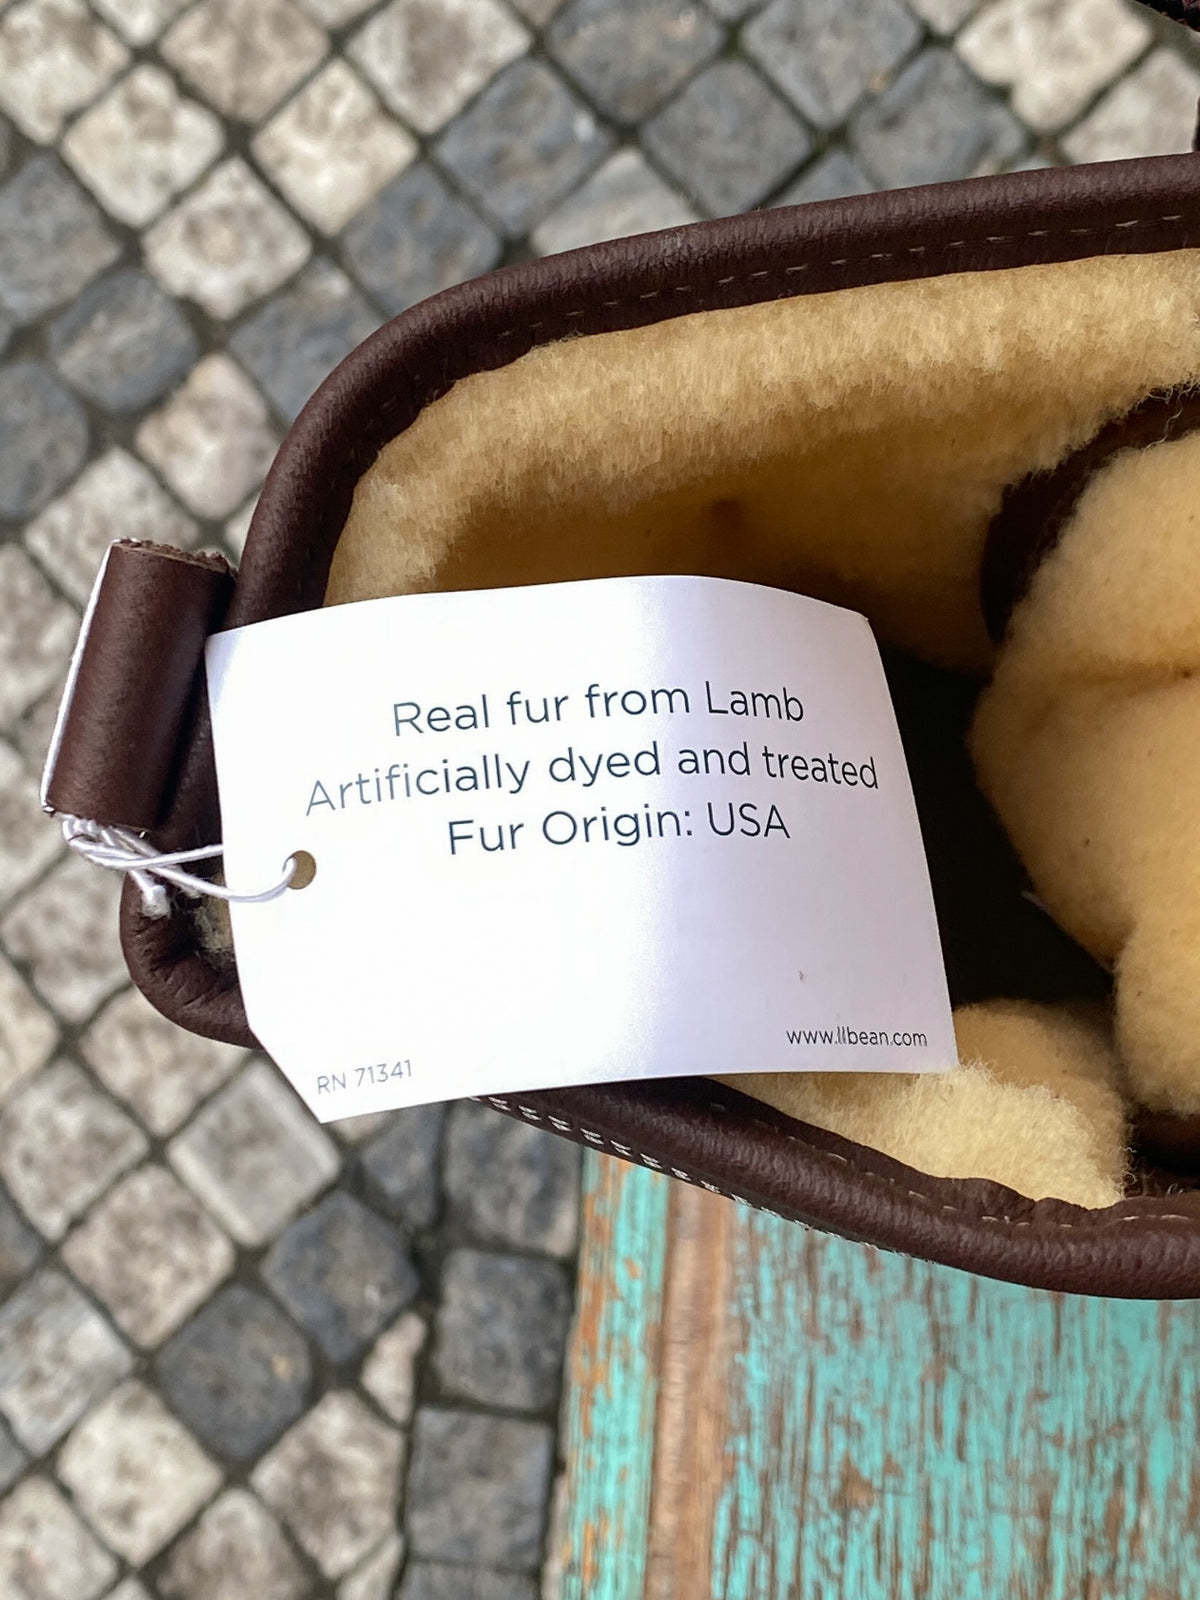 Real fur from Lamb
Artificially dyed and treated
Fur Origin: USA
www.llbean.com
RN 71341